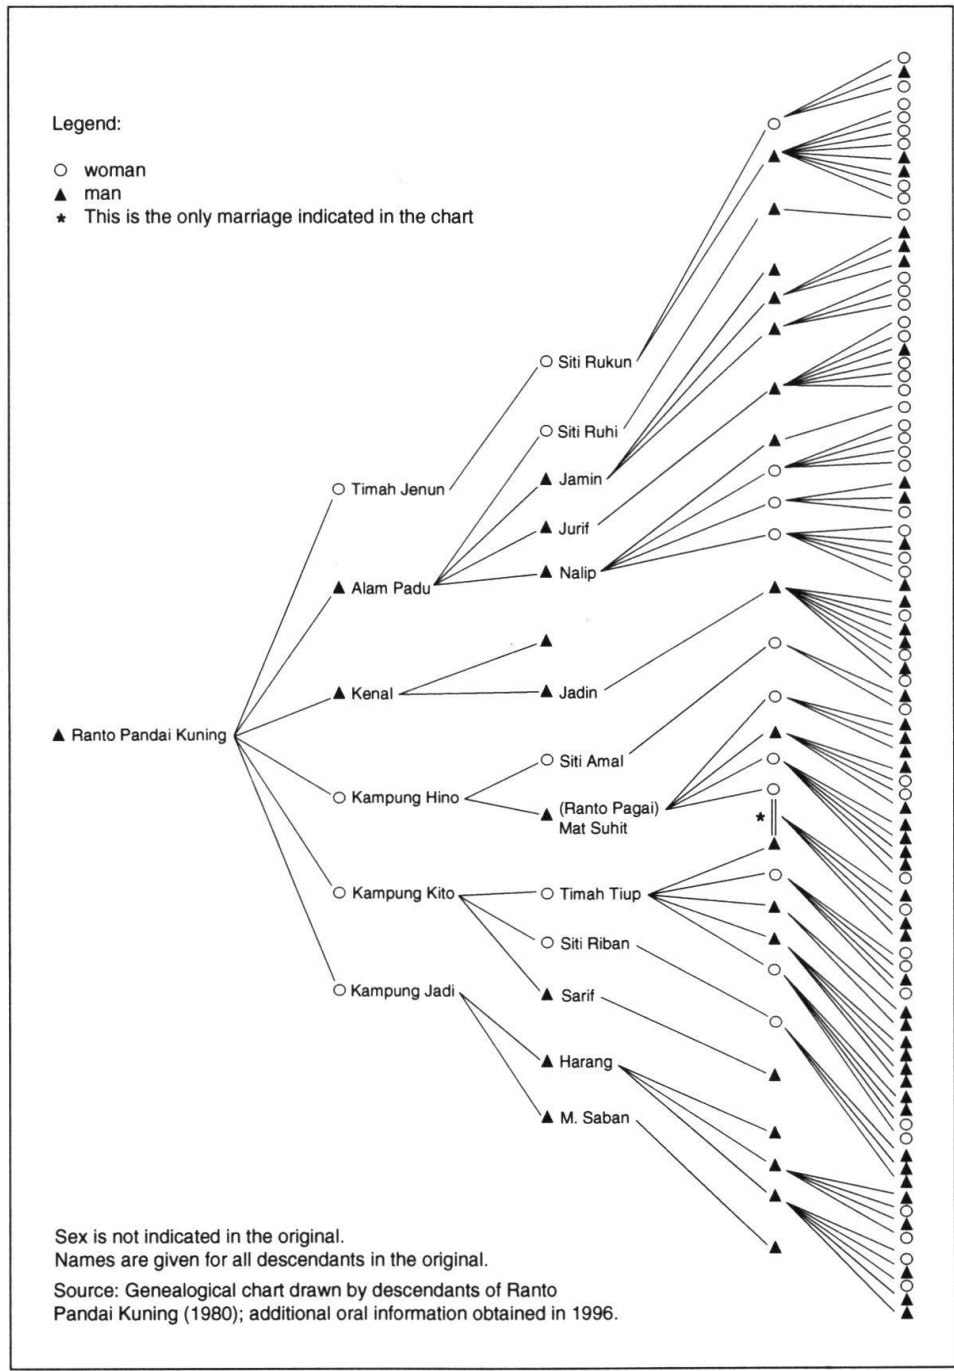 Legend:
woman
man
* This is the only marriage indicated in the chart
Siti Rukun
Siti Ruhi
Timah Jenun
Jamin
Jurif
Alam Padu
Nalip
Kenal
Jadin
Ranto Pandai Kuning
Siti Amal
Kampung Hino
(Ranto Pagai)
Mat Suhit
*
Kampung Kito
Timah Tiup
Siti Riban
Kampung Jadi
Sarif
Harang
M. Saban
Sex is not indicated in the original.
Names are given for all descendants in the original.
Source: Genealogical chart drawn by descendants of Ranto
Pandai Kuning (1980); additional oral information obtained in 1996.